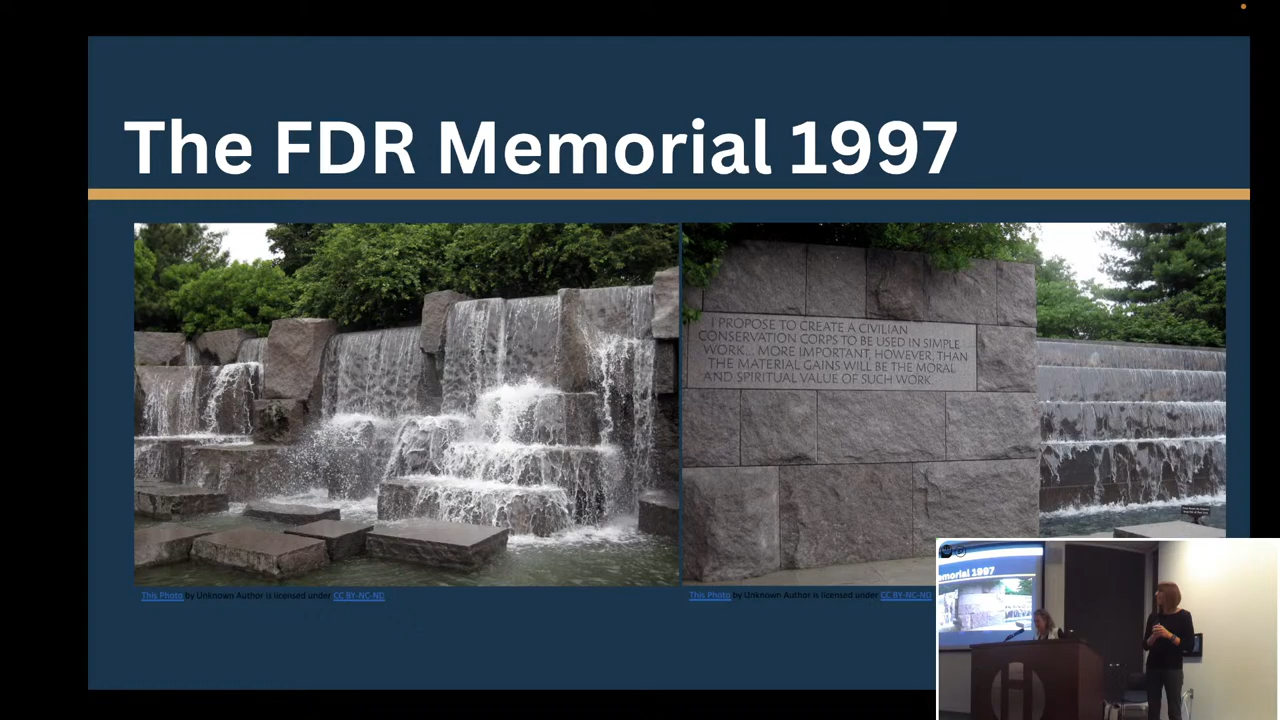 The FDR Memorial 1997
I PROPOSE TO CREATE A CIVILIAN
CONSERVATION CORPS TO BE USED IN SIMPLE
WORK... MORE IMPORTANT, HOWEVER, THAN
THE MATERIAL GAINS WILL BE THE MORAL
AND SPIRITUAL VALUE OF SUCH WORK.
This Photo by Unknown Author is licensed under CC BY-NC-ND
This Photo by Unknown Author is licensed under CC BY-NC-ND
emorial 1997
H